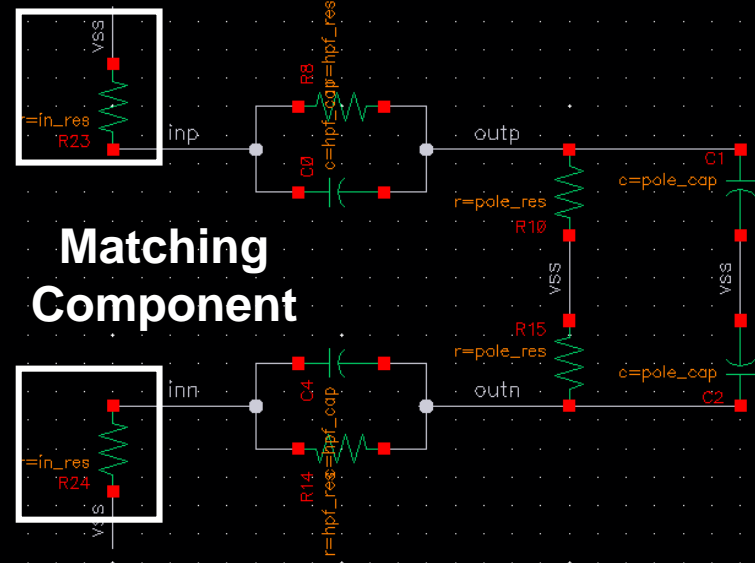 vss
r=in_res
R23
inp
R8
r=hpf_res
c=hpf_cap
C0
outp
r=pole_res
R10
C1
c=pole_cap
vss
vss
Matching
Component
R15
r=pole_res
c=pole_cap
C2
inn
C4
c=hpf_cap
outn
R14
r=hpf_res
=in_res
R24
vss